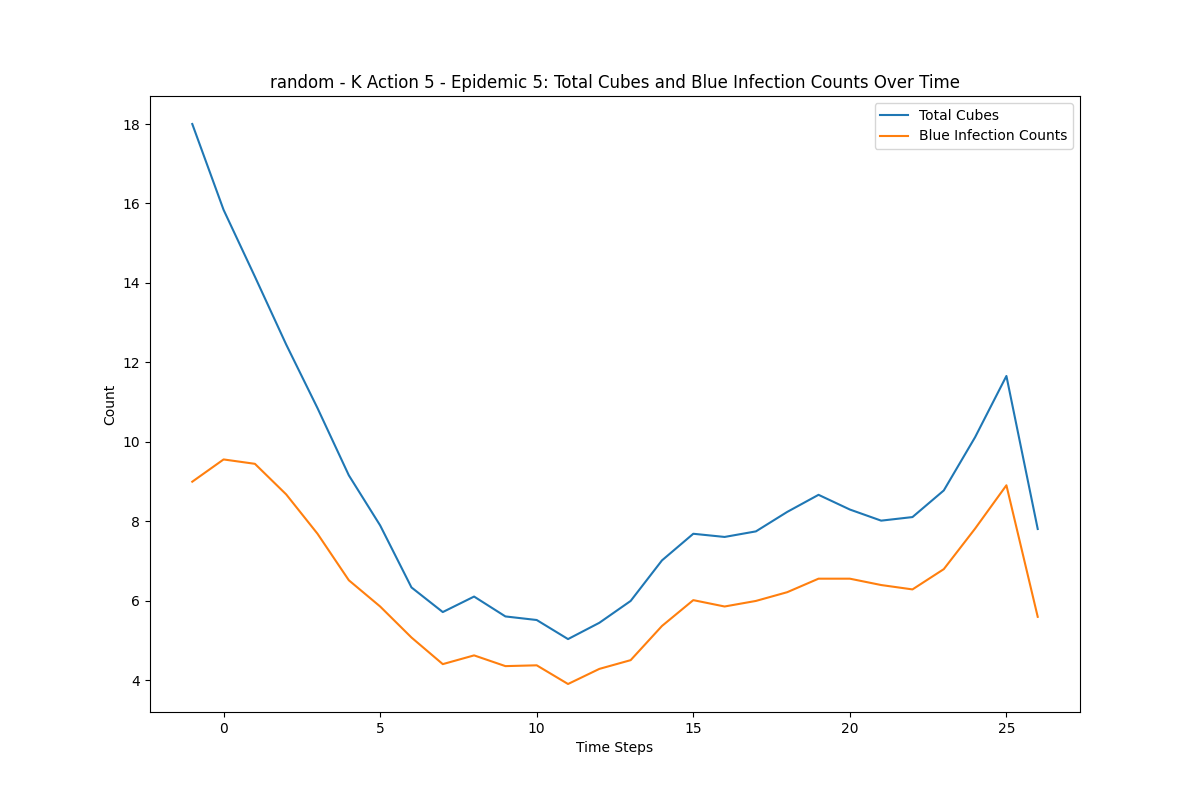 random - K Action 5 - Epidemic 5: Total Cubes and Blue Infection Counts Over Time
Total Cubes
Blue Infection Counts
18
16
14
12
10
8
6
4
Count
0 5 10 15 20 25
Time Steps